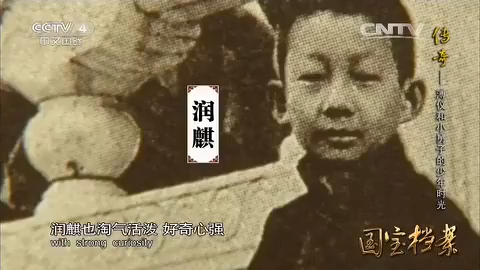 CCTV 4
中文国际
CNTV
传奇
——溥仪和小舅子的少年时光
润麒
润麒也淘气活泼 好奇心强
with strong curiosity
国宝档案